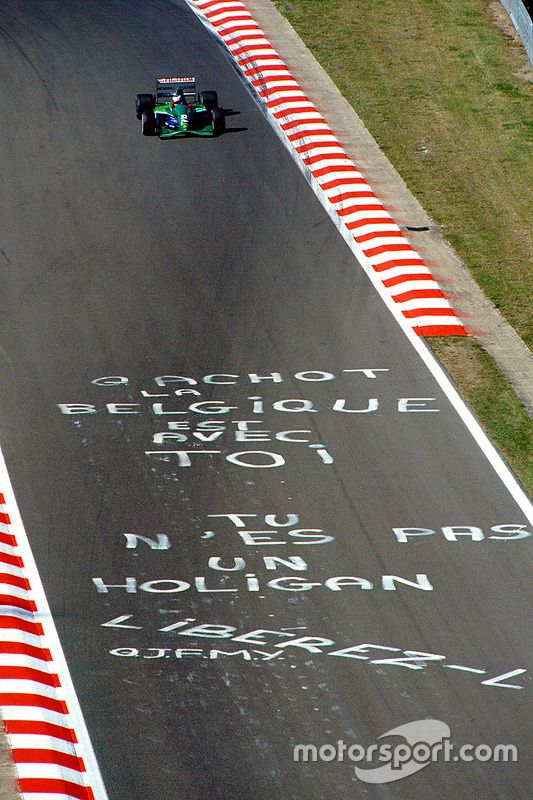 G.GACHOT
LA
BELGiQUE
EST
AVEC
TOi
TU
N'ES PAS
UN
HOLiGAN
LiBEREZ-L
Q.J.F.M.Y.
motorsport.com